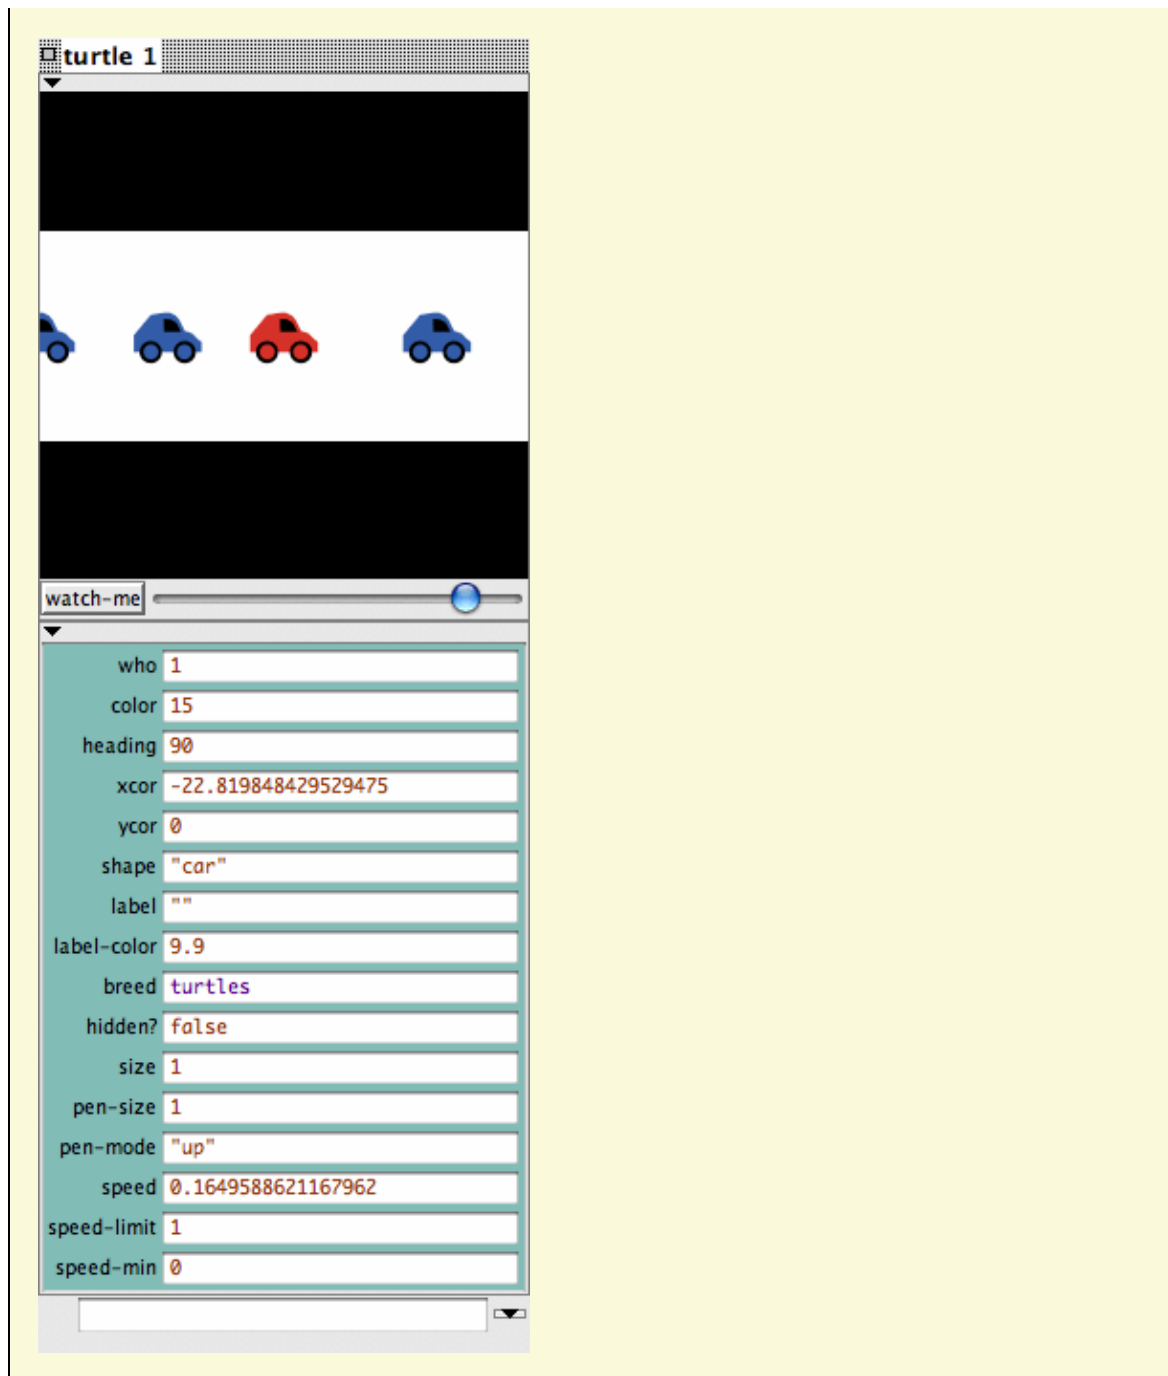 turtle 1
watch-me
who 1
color 15
heading 90
xcor -22.819848429529475
ycor 0
shape "car"
label ""
label-color 9.9
breed turtles
hidden? false
size 1
pen-size 1
pen-mode "up"
speed 0.1649588621167962
speed-limit 1
speed-min 0